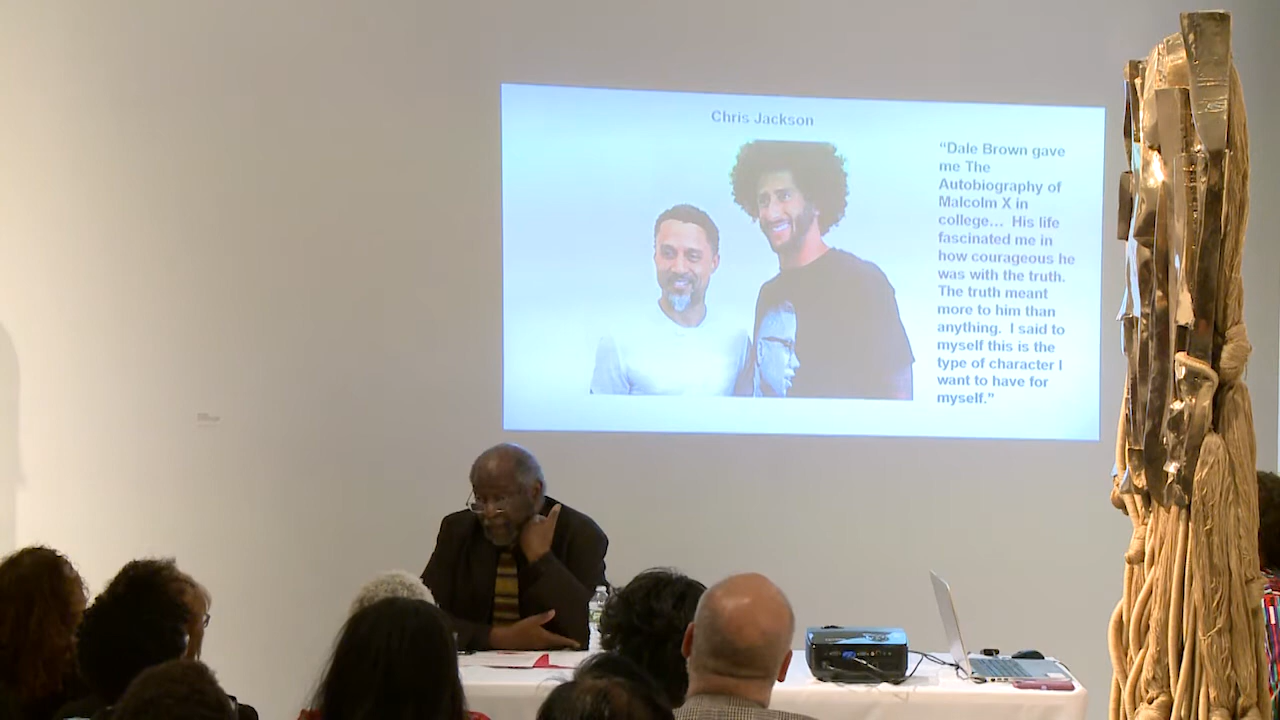 Chris Jackson
“Dale Brown gave
me The
Autobiography of
Malcolm X in
college... His life
fascinated me in
how courageous he
was with the truth.
The truth meant
more to him than
anything. I said to
myself this is the
type of character I
want to have for
myself.”